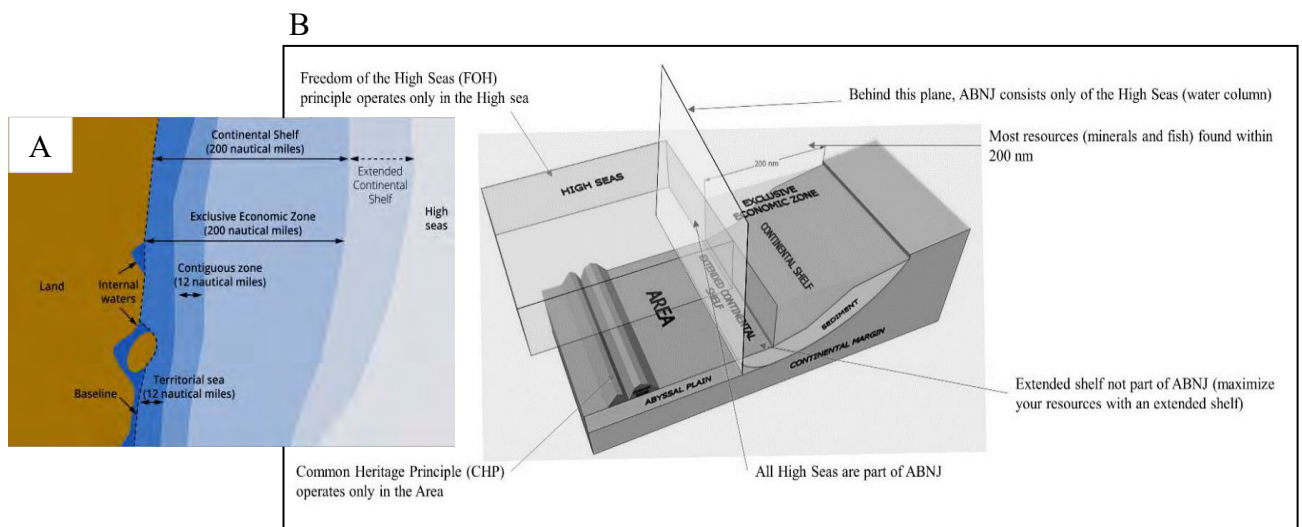 B
A
Continental Shelf
(200 nautical miles)
Extended
Continental
Shelf
Exclusive Economic Zone
(200 nautical miles)
High
seas
Contiguous zone
(12 nautical miles)
Land
Internal
waters
Territorial sea
(12 nautical miles)
Baseline
Freedom of the High Seas (FOH)
principle operates only in the High sea
Behind this plane, ABNJ consists only of the High Seas (water column)
Most resources (minerals and fish) found within
200 nm
200 nm
HIGH SEAS
EXCLUSIVE
ECONOMIC ZONE
CONTINENTAL SHELF
EXTENDED CONTINENTAL
SHELF
AREA
SEDIMENT
CONTINENTAL MARGIN
ABYSSAL PLAIN
Extended shelf not part of ABNJ (maximize
your resources with an extended shelf)
Common Heritage Principle (CHP)
operates only in the Area
All High Seas are part of ABNJ